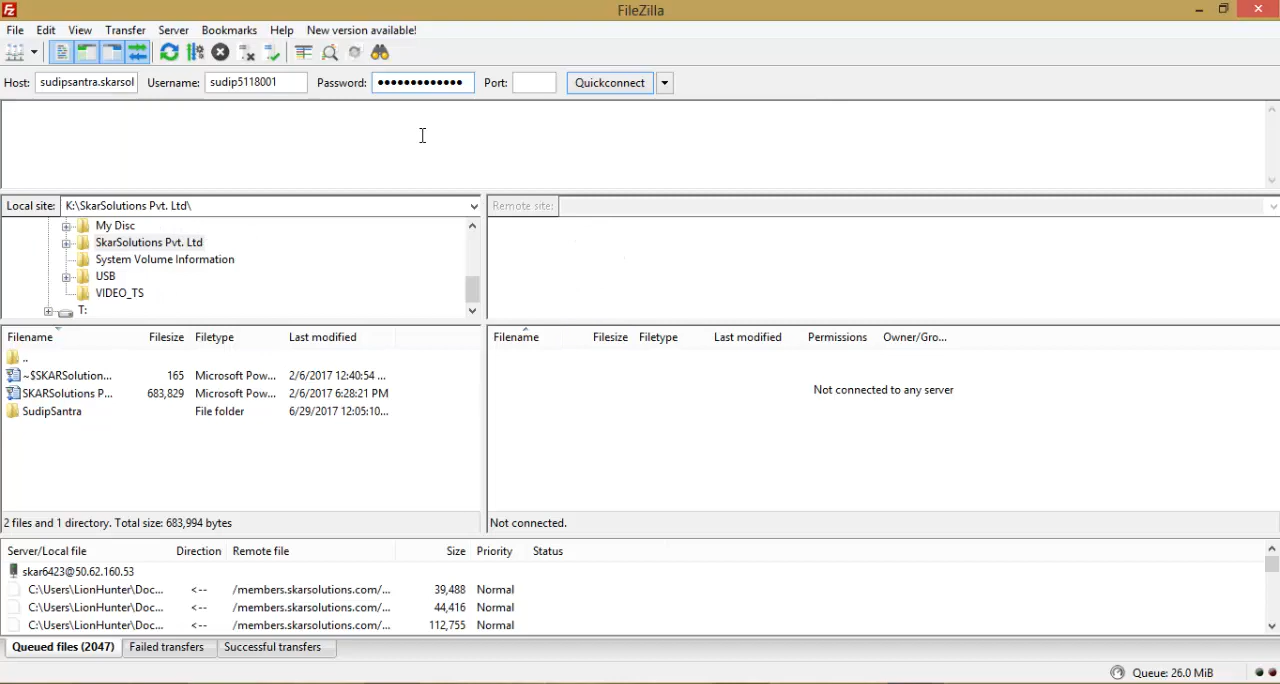 FileZilla
File Edit View Transfer Server Bookmarks Help New version available!
Host: sudipsantra.skarsol Username: sudip5118001 Password: ●●●●●●●●●●●●● Port: Quickconnect
Local site: K:\SkarSolutions Pvt. Ltd\ Remote site:
My Disc
SkarSolutions Pvt. Ltd
System Volume Information
USB
VIDEO_TS
T:
Filename Filesize Filetype Last modified
..
~$SKARSolution... 165 Microsoft Pow... 2/6/2017 12:40:54 ...
SKARSolutions P... 683,829 Microsoft Pow... 2/6/2017 6:28:21 PM
SudipSantra File folder 6/29/2017 12:05:10...
2 files and 1 directory. Total size: 683,994 bytes
Filename Filesize Filetype Last modified Permissions Owner/Gro...
Not connected to any server
Not connected.
Server/Local file Direction Remote file Size Priority Status
skar6423@50.62.160.53
C:\Users\LionHunter\Doc... <-- /members.skarsolutions.com/... 39,488 Normal
C:\Users\LionHunter\Doc... <-- /members.skarsolutions.com/... 44,416 Normal
C:\Users\LionHunter\Doc... <-- /members.skarsolutions.com/... 112,755 Normal
Queued files (2047) Failed transfers Successful transfers
Queue: 26.0 MiB